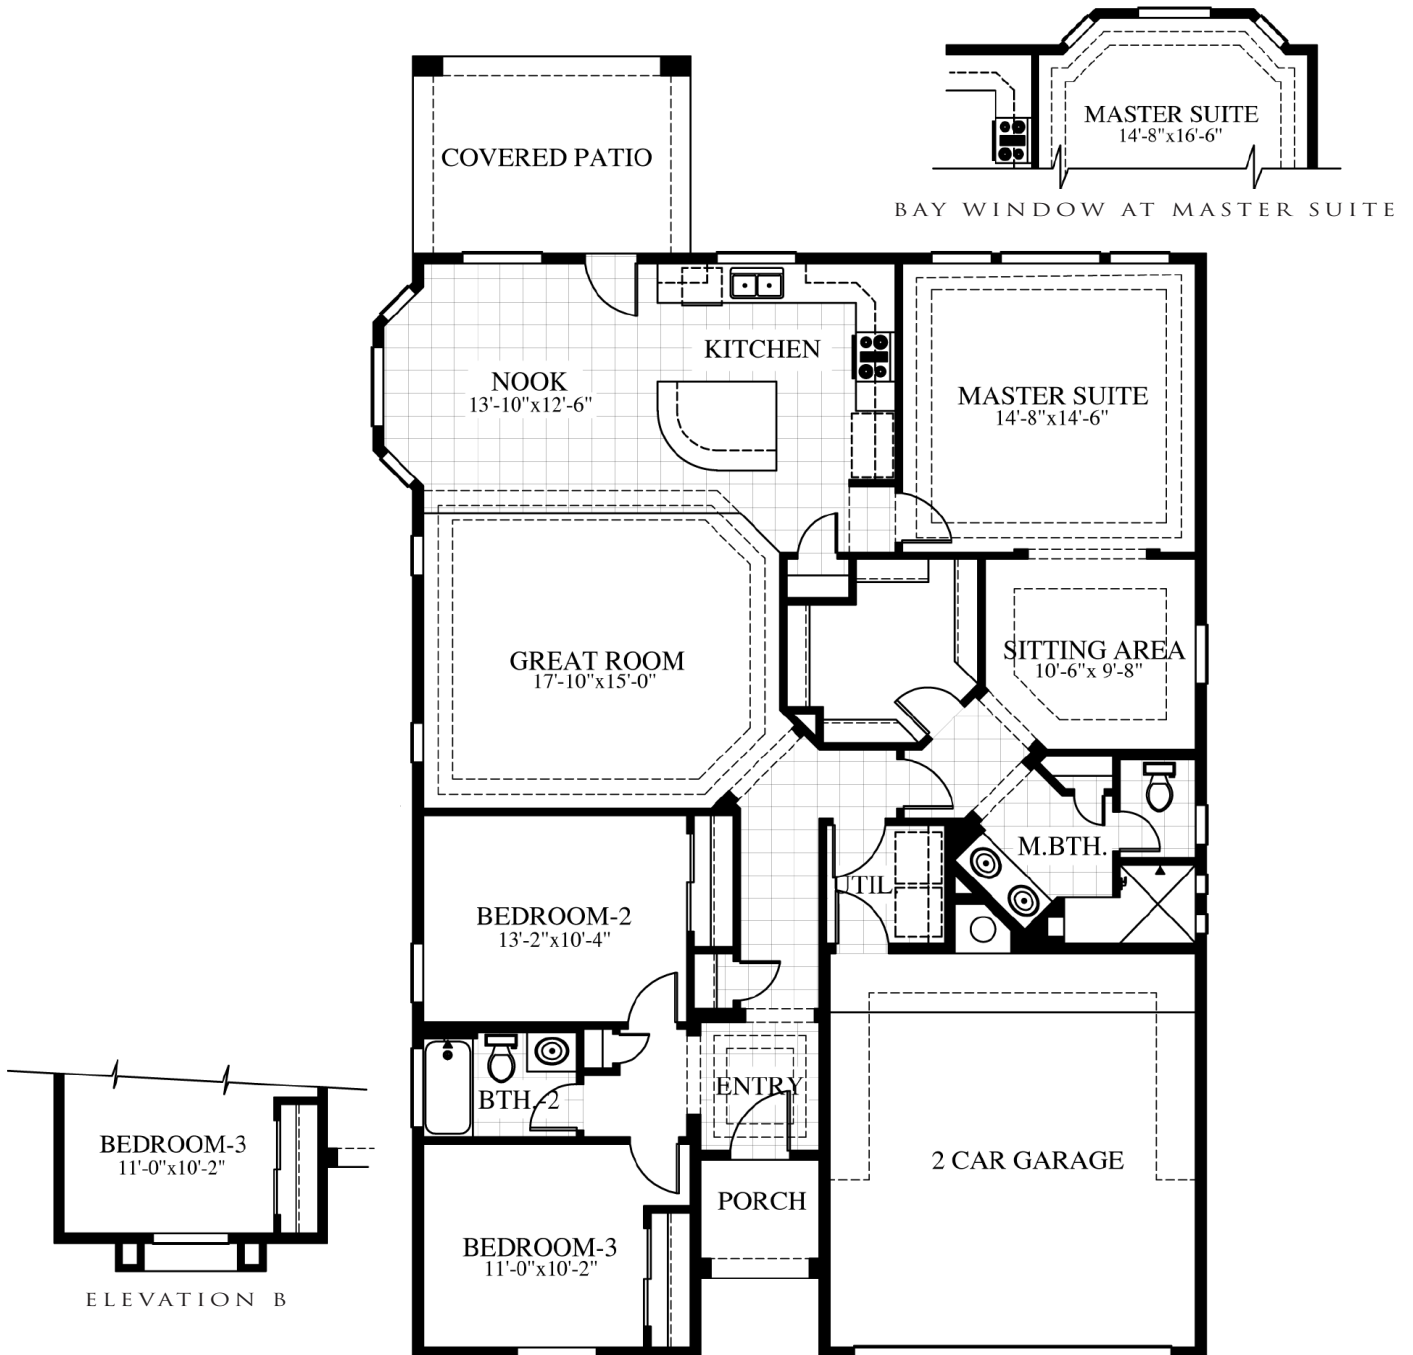 MASTER SUITE
14'-8"x16'-6"
BAY WINDOW AT MASTER SUITE
COVERED PATIO
KITCHEN
NOOK
13'-10"x12'-6"
MASTER SUITE
14'-8"x14'-6"
GREAT ROOM
17'-10"x15'-0"
SITTING AREA
10'-6"x 9'-8"
M.BTH.
UTIL.
BEDROOM-2
13'-2"x10'-4"
BTH.-2
ENTRY
BEDROOM-3
11'-0"x10'-2"
ELEVATION B
2 CAR GARAGE
PORCH
BEDROOM-3
11'-0"x10'-2"